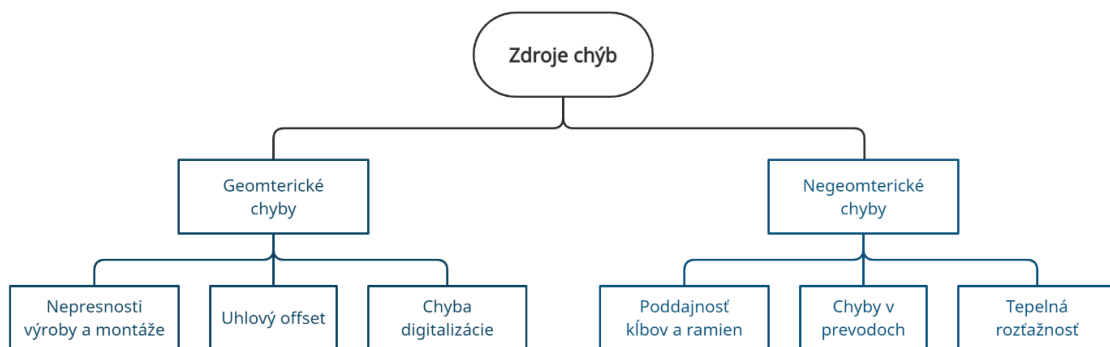 Zdroje chýb
Geomterické
chyby
Negeomterické
chyby
Nepresnosti
výroby a montáže
Uhlový offset
Chyba
digitalizácie
Poddajnosť
kĺbov a ramien
Chyby v
prevodoch
Tepelná
rozťažnosť